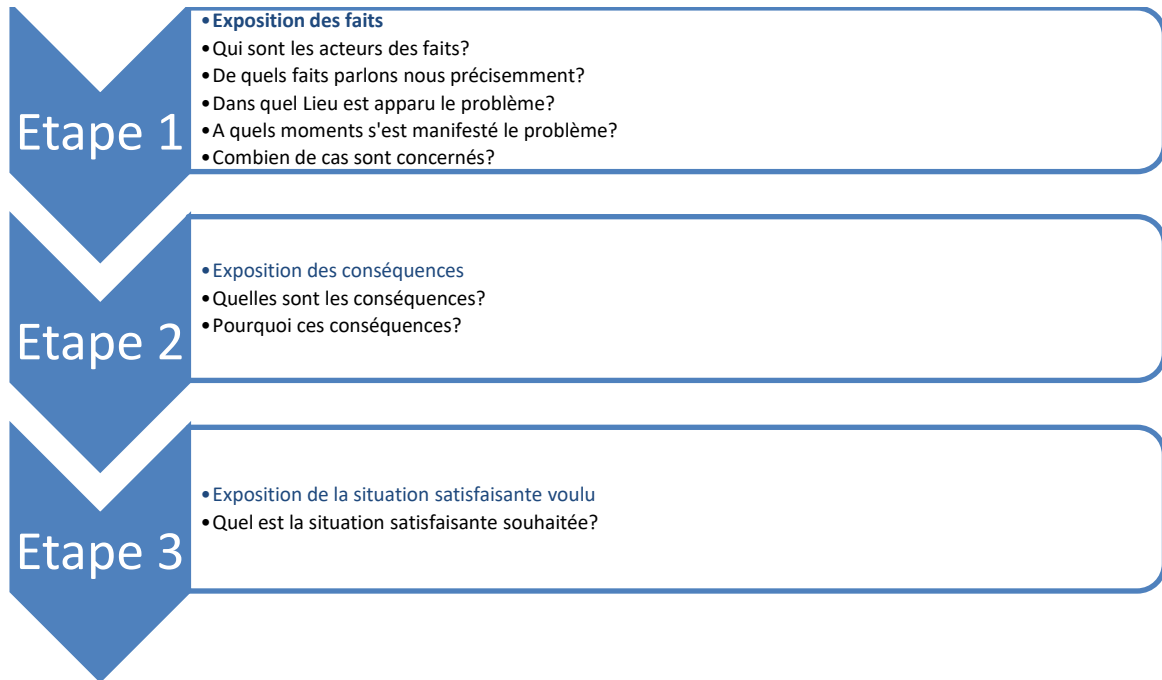 • Exposition des faits
• Qui sont les acteurs des faits?
• De quels faits parlons nous précisemment?
• Dans quel Lieu est apparu le problème?
• A quels moments s'est manifesté le problème?
• Combien de cas sont concernés?
Etape 1
• Exposition des conséquences
• Quelles sont les conséquences?
• Pourquoi ces conséquences?
Etape 2
• Exposition de la situation satisfaisante voulu
• Quel est la situation satisfaisante souhaitée?
Etape 3